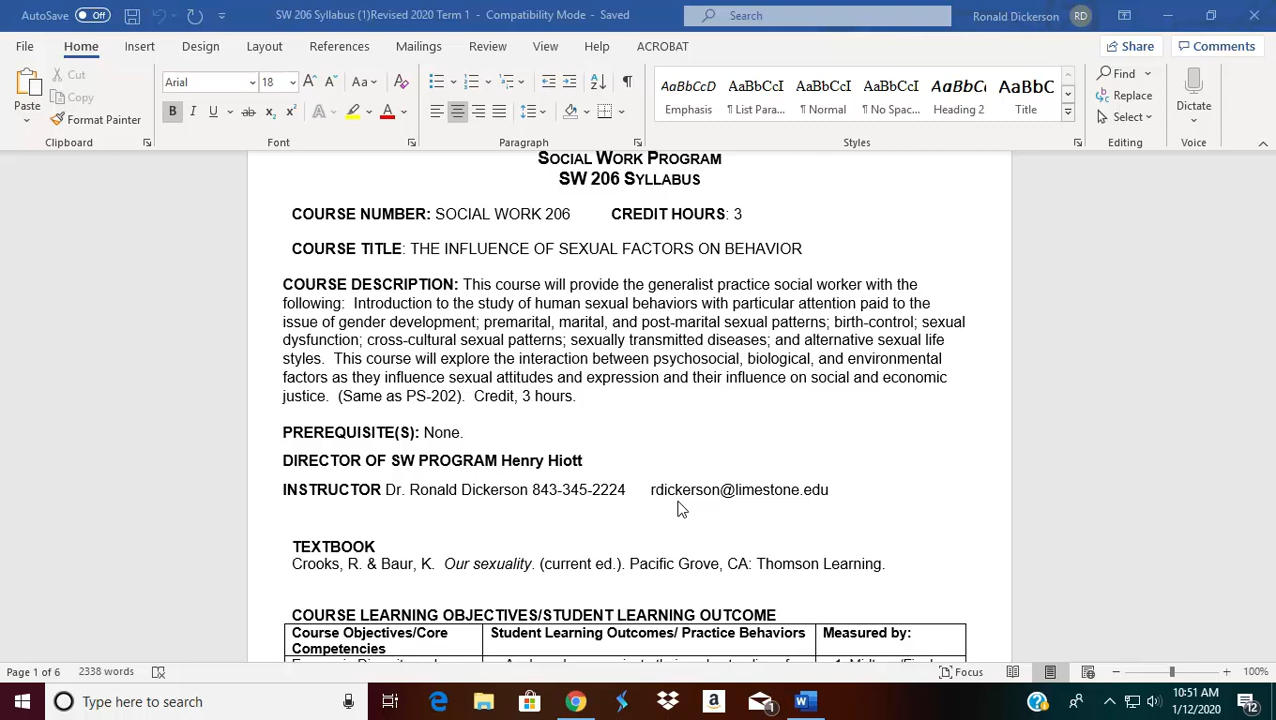 AutoSave Off SW 206 Syllabus (1)Revised 2020 Term 1 - Compatibility Mode - Saved Search Ronald Dickerson RD
File Home Insert Design Layout References Mailings Review View Help ACROBAT Share Comments
Paste Cut Copy Format Painter
Arial 18
AaBbCcD AaBbCcI AaBbCcI AaBbCcI AaBbCc AaBbC
Emphasis ¶ List Para... ¶ Normal ¶ No Spac... Heading 2 Title
Find Replace Select Dictate
Clipboard Font Paragraph Styles Editing Voice
SOCIAL WORK PROGRAM
SW 206 SYLLABUS
COURSE NUMBER: SOCIAL WORK 206 CREDIT HOURS: 3
COURSE TITLE: THE INFLUENCE OF SEXUAL FACTORS ON BEHAVIOR
COURSE DESCRIPTION: This course will provide the generalist practice social worker with the
following: Introduction to the study of human sexual behaviors with particular attention paid to the
issue of gender development; premarital, marital, and post-marital sexual patterns; birth-control; sexual
dysfunction; cross-cultural sexual patterns; sexually transmitted diseases; and alternative sexual life
styles. This course will explore the interaction between psychosocial, biological, and environmental
factors as they influence sexual attitudes and expression and their influence on social and economic
justice. (Same as PS-202). Credit, 3 hours.
PREREQUISITE(S): None.
DIRECTOR OF SW PROGRAM Henry Hiott
INSTRUCTOR Dr. Ronald Dickerson 843-345-2224 rdickerson@limestone.edu
TEXTBOOK
Crooks, R. & Baur, K. Our sexuality. (current ed.). Pacific Grove, CA: Thomson Learning.
COURSE LEARNING OBJECTIVES/STUDENT LEARNING OUTCOME
Course Objectives/Core Student Learning Outcomes/ Practice Behaviors Measured by:
Competencies
Page 1 of 6 2338 words Focus 100%
Type here to search 1 10:51 AM
1/12/2020 12